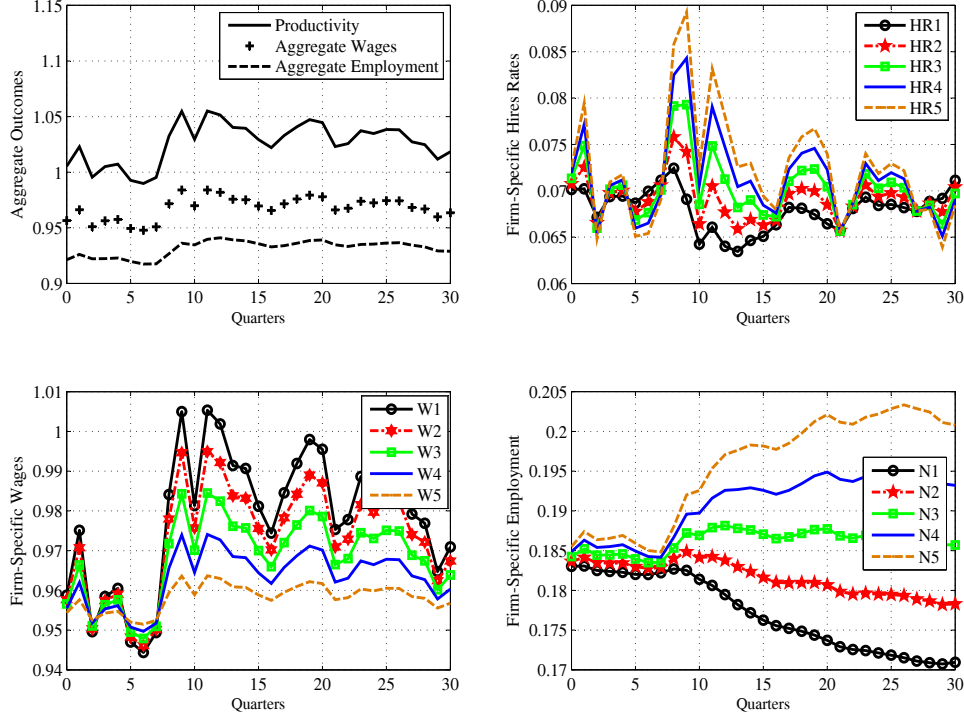 1.15
1.1
1.05
1
0.95
0.9
Aggregate Outcomes
Productivity
Aggregate Wages
Aggregate Employment
0 5 10 15 20 25 30
Quarters
0.09
0.085
0.08
0.075
0.07
0.065
0.06
Firm-Specific Hires Rates
HR1
HR2
HR3
HR4
HR5
0 5 10 15 20 25 30
Quarters
1.01
1
0.99
0.98
0.97
0.96
0.95
0.94
Firm-Specific Wages
W1
W2
W3
W4
W5
0 5 10 15 20 25 30
Quarters
0.205
0.2
0.195
0.19
0.185
0.18
0.175
0.17
Firm-Specific Employment
N1
N2
N3
N4
N5
0 5 10 15 20 25 30
Quarters